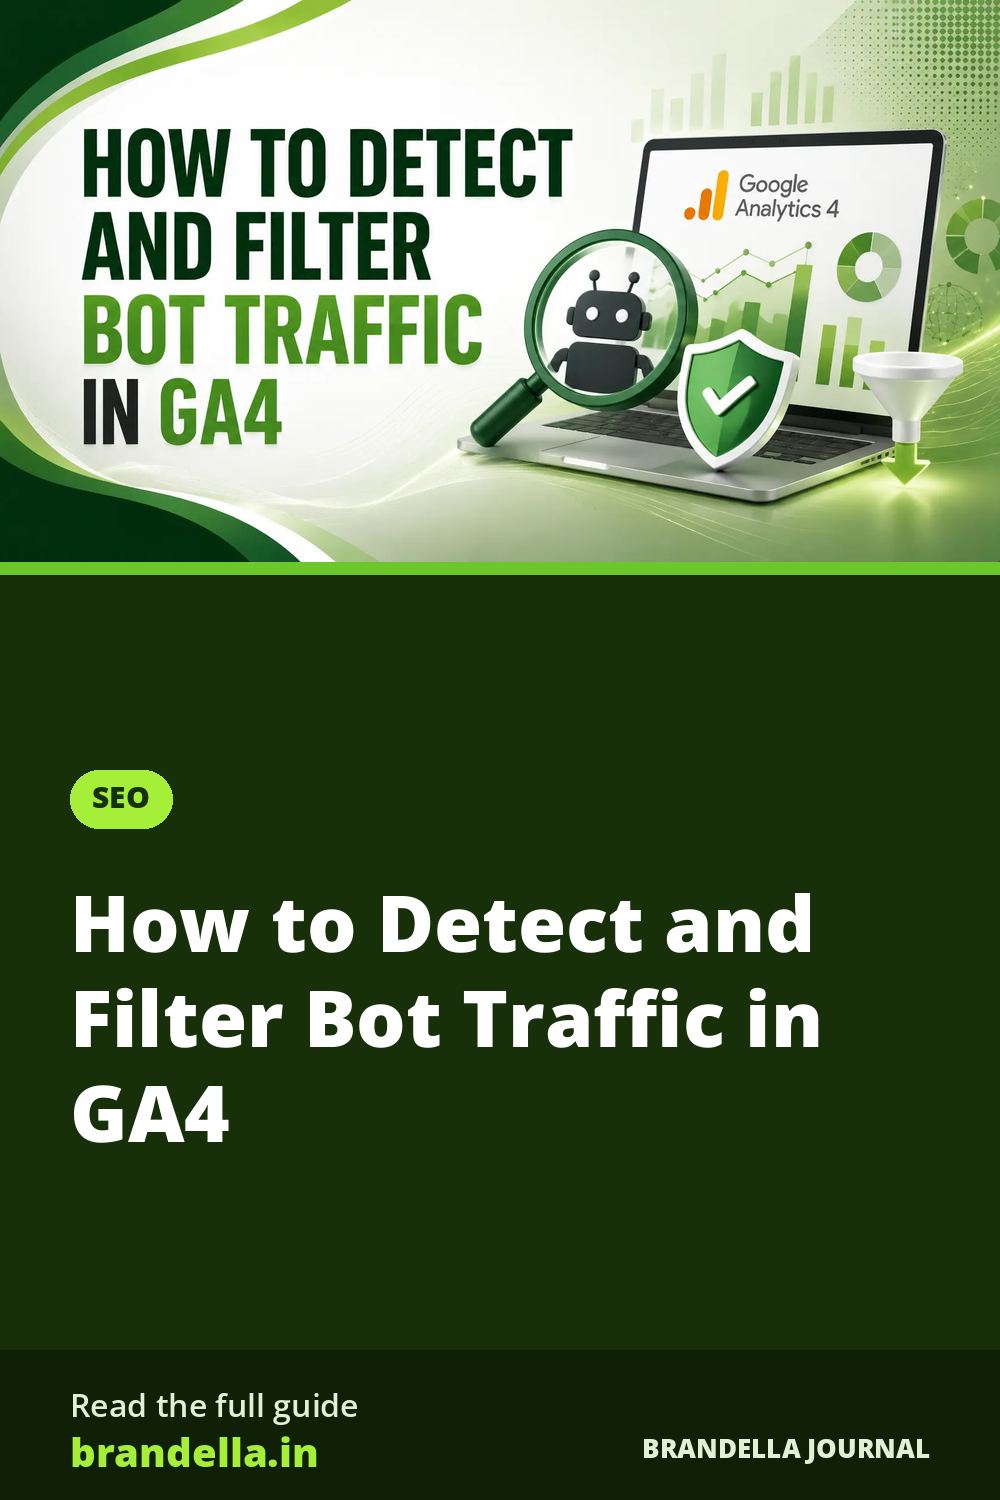 HOW TO DETECT
AND FILTER
BOT TRAFFIC
IN GA4
Google
Analytics 4
SEO
How to Detect and
Filter Bot Traffic in
GA4
Read the full guide
brandella.in
BRANDELLA JOURNAL